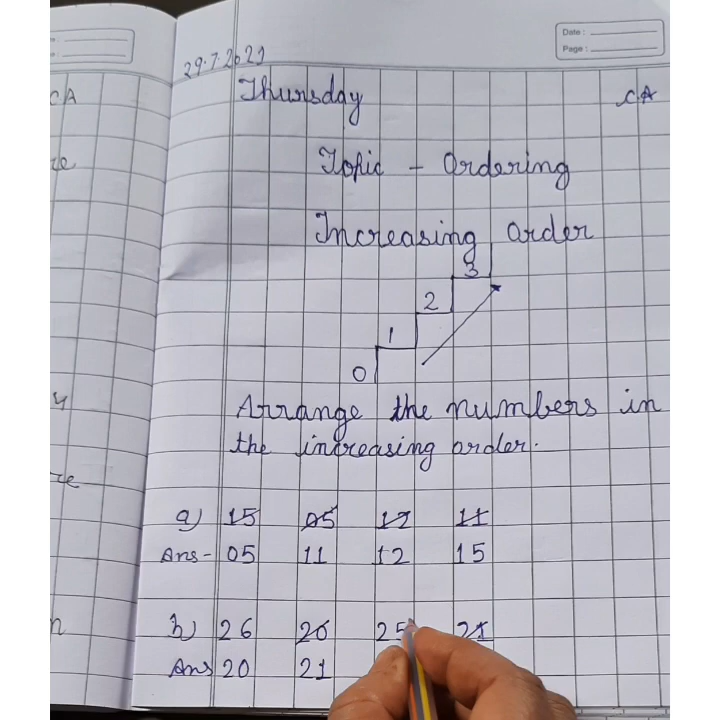 Date :
Page :
29.7.2021
Thursday
CA
CA
Topic - Ordering
Increasing order
3
2
1
0
Arrange the numbers in
the increasing order.
a) 15 05 12 11
Ans- 05 11 12 15
b) 26 20 25 21
Ans 20 21